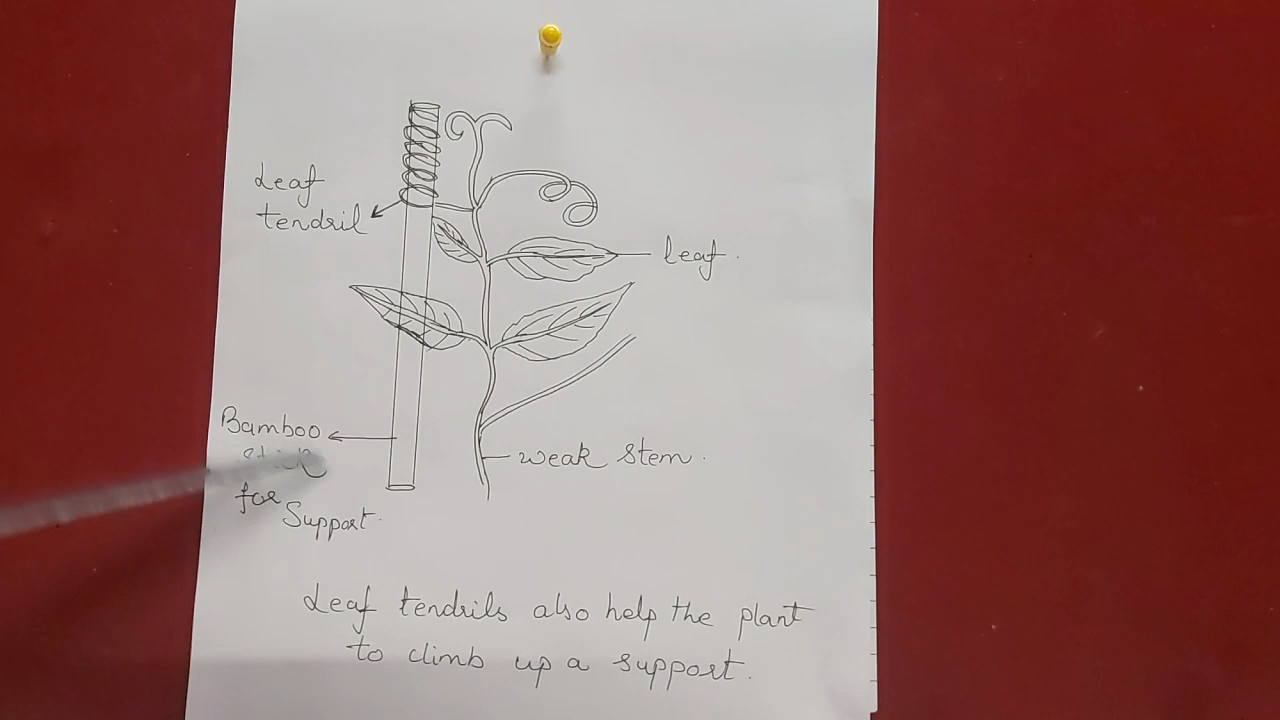 Leaf
tendril
leaf.
Bamboo
for
Support.
weak stem.
Leaf tendrils also help the plant
to climb up a support.